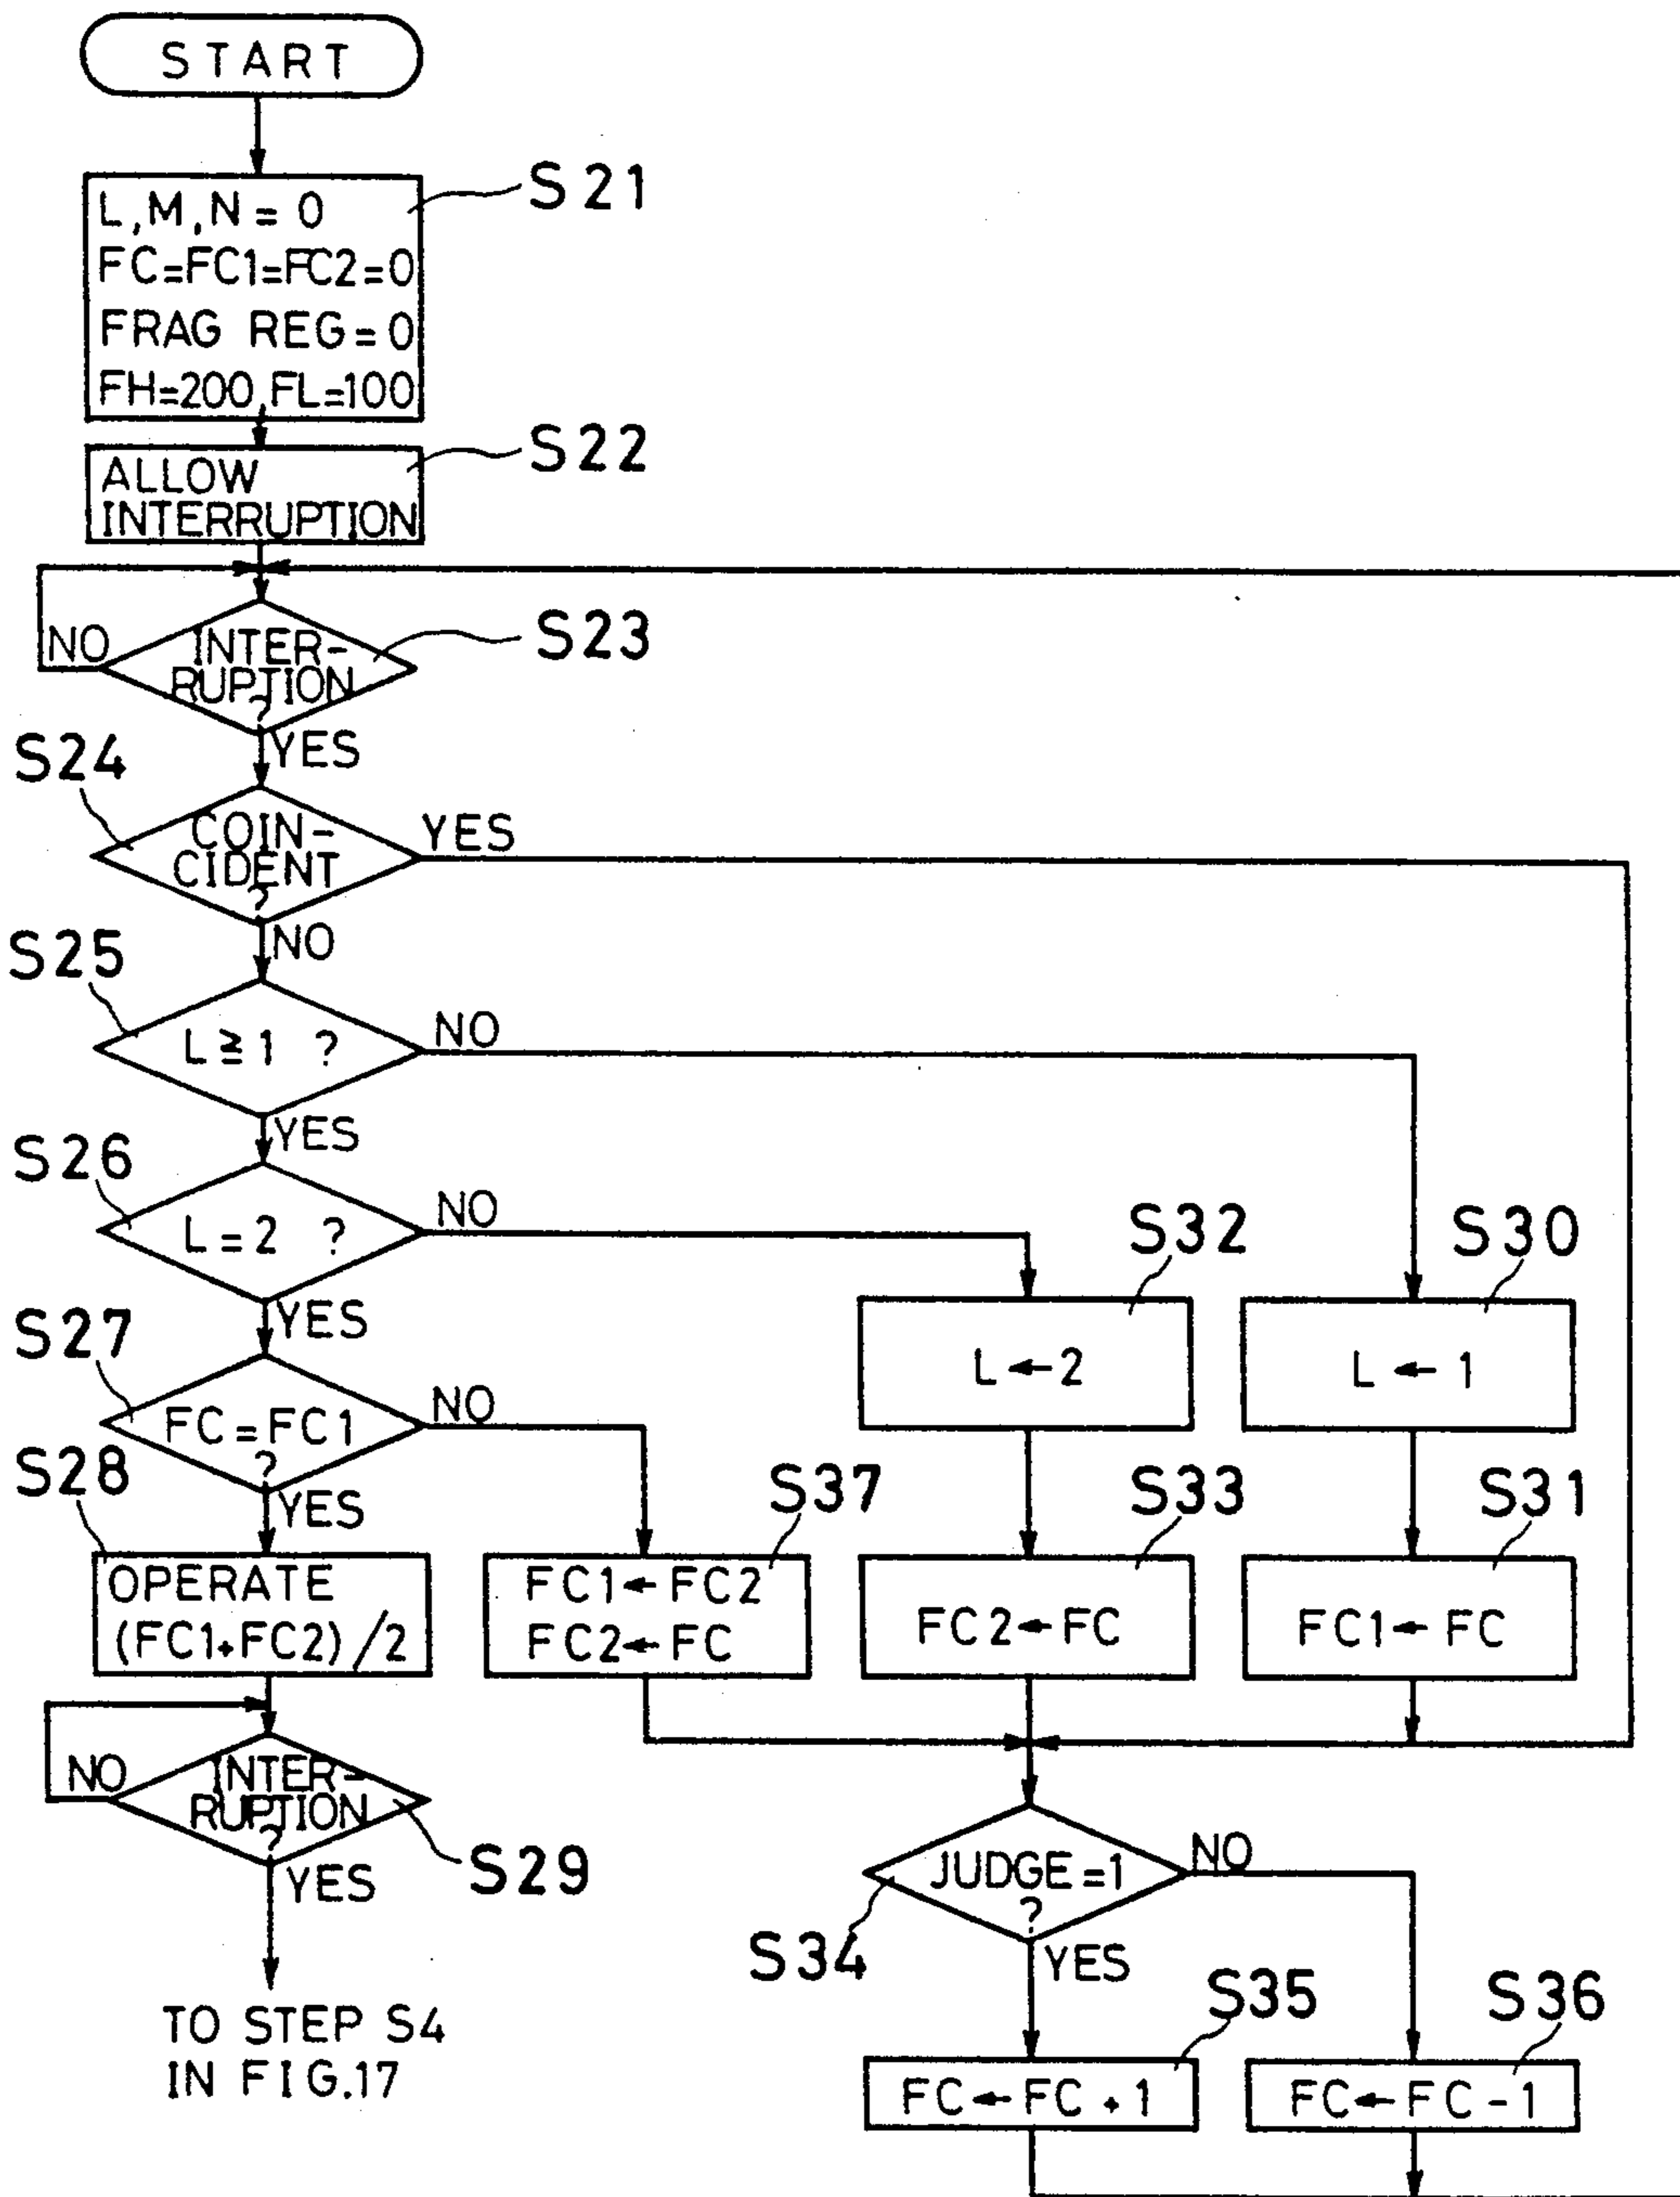 START
S21
L,M,N=0
FC=FC1=FC2=0
FRAG REG=0
FH=200,FL=100
S22
ALLOW
INTERRUPTION
S23
NO
INTER-
RUPTION
?
YES
S24
COIN-
CIDENT
?
YES
NO
S25
L≧1 ?
NO
YES
S26
L=2 ?
NO
YES
S32
S30
L←2
L←1
S27
FC=FC1
?
NO
YES
S28
OPERATE
(FC1+FC2)/2
S37
FC1←FC2
FC2←FC
S33
FC2←FC
S31
FC1←FC
NO
INTER-
RUPTION
?
S29
YES
TO STEP S4
IN FIG.17
JUDGE=1
?
NO
S34
YES
S35
FC←FC+1
S36
FC←FC-1